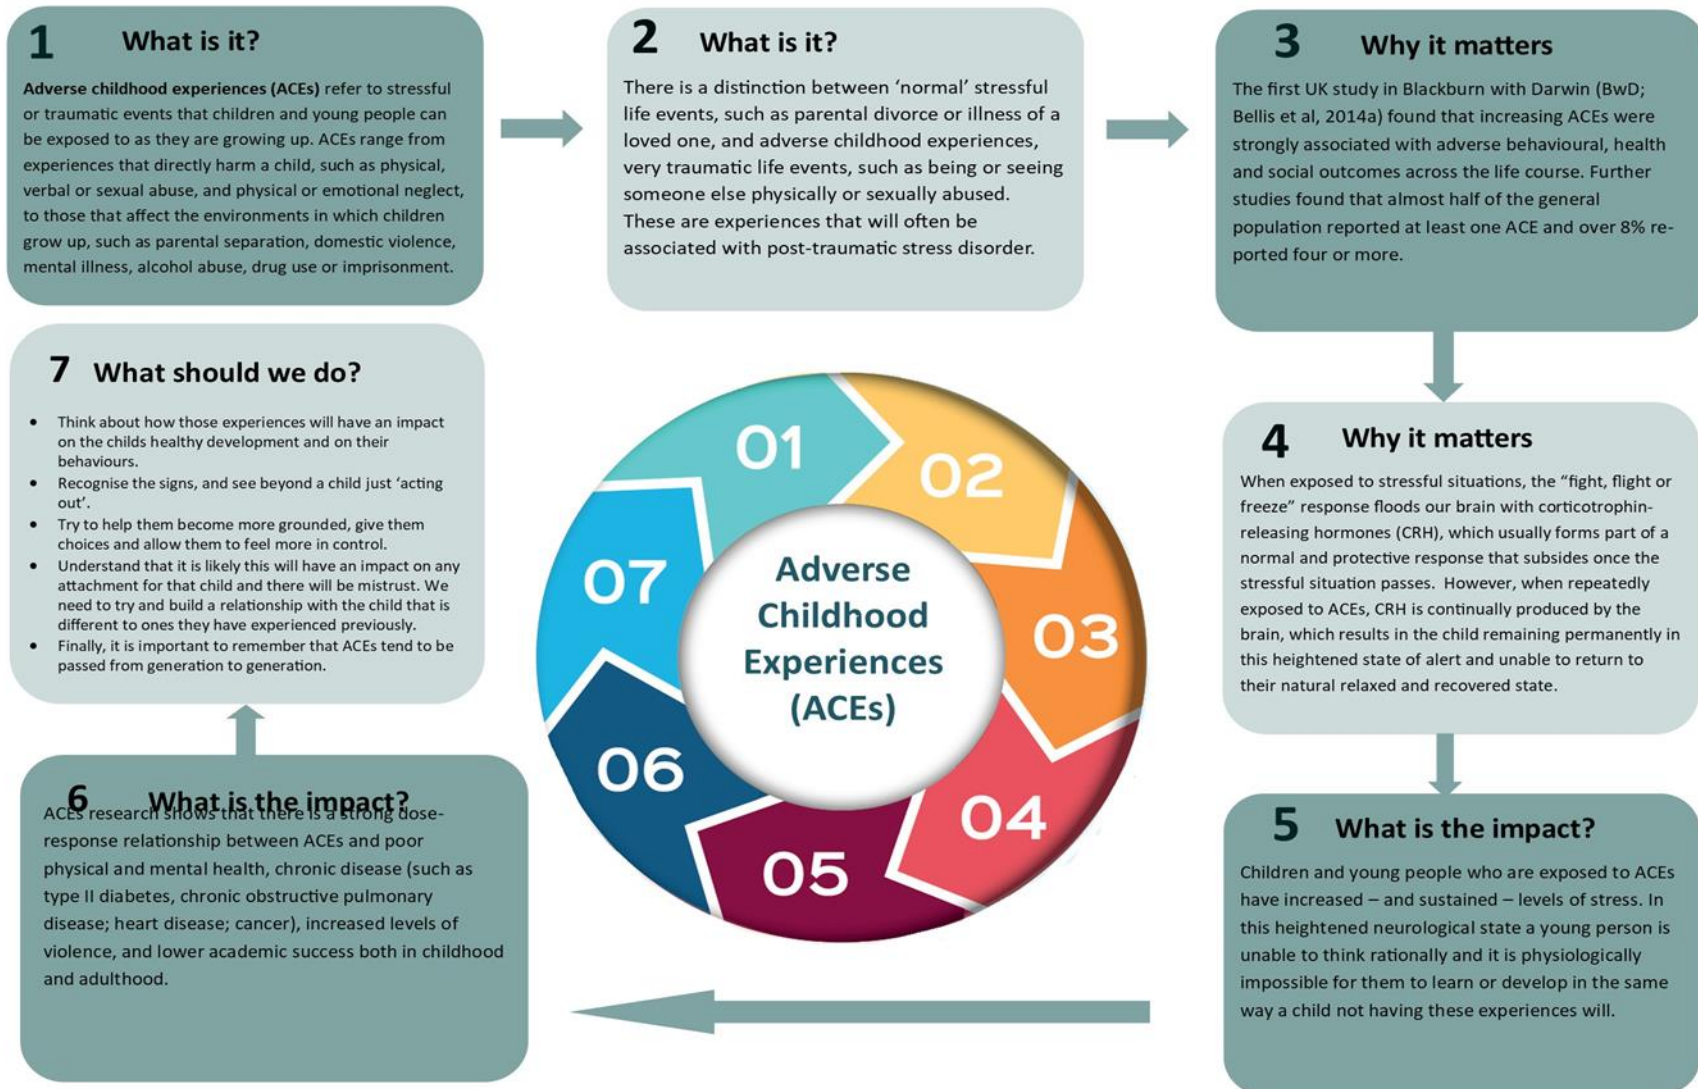 1 What is it?
Adverse childhood experiences (ACEs) refer to stressful
or traumatic events that children and young people can
be exposed to as they are growing up. ACEs range from
experiences that directly harm a child, such as physical,
verbal or sexual abuse, and physical or emotional neglect,
to those that affect the environments in which children
grow up, such as parental separation, domestic violence,
mental illness, alcohol abuse, drug use or imprisonment.
2 What is it?
There is a distinction between ‘normal’ stressful
life events, such as parental divorce or illness of a
loved one, and adverse childhood experiences,
very traumatic life events, such as being or seeing
someone else physically or sexually abused.
These are experiences that will often be
associated with post-traumatic stress disorder.
3 Why it matters
The first UK study in Blackburn with Darwin (BwD;
Bellis et al, 2014a) found that increasing ACEs were
strongly associated with adverse behavioural, health
and social outcomes across the life course. Further
studies found that almost half of the general
population reported at least one ACE and over 8% re-
ported four or more.
4 Why it matters
When exposed to stressful situations, the “fight, flight or
freeze” response floods our brain with corticotrophin-
releasing hormones (CRH), which usually forms part of a
normal and protective response that subsides once the
stressful situation passes.  However, when repeatedly
exposed to ACEs, CRH is continually produced by the
brain, which results in the child remaining permanently in
this heightened state of alert and unable to return to
their natural relaxed and recovered state.
5 What is the impact?
Children and young people who are exposed to ACEs
have increased – and sustained – levels of stress. In
this heightened neurological state a young person is
unable to think rationally and it is physiologically
impossible for them to learn or develop in the same
way a child not having these experiences will.
6 What is the impact?
ACEs research shows that there is a strong dose-
response relationship between ACEs and poor
physical and mental health, chronic disease (such as
type II diabetes, chronic obstructive pulmonary
disease; heart disease; cancer), increased levels of
violence, and lower academic success both in childhood
and adulthood.
7 What should we do?
• Think about how those experiences will have an impact
on the childs healthy development and on their
behaviours.
• Recognise the signs, and see beyond a child just ‘acting
out’.
• Try to help them become more grounded, give them
choices and allow them to feel more in control.
• Understand that it is likely this will have an impact on any
attachment for that child and there will be mistrust. We
need to try and build a relationship with the child that is
different to ones they have experienced previously.
• Finally, it is important to remember that ACEs tend to be
passed from generation to generation.
01
02
03
04
05
06
07
Adverse
Childhood
Experiences
(ACEs)